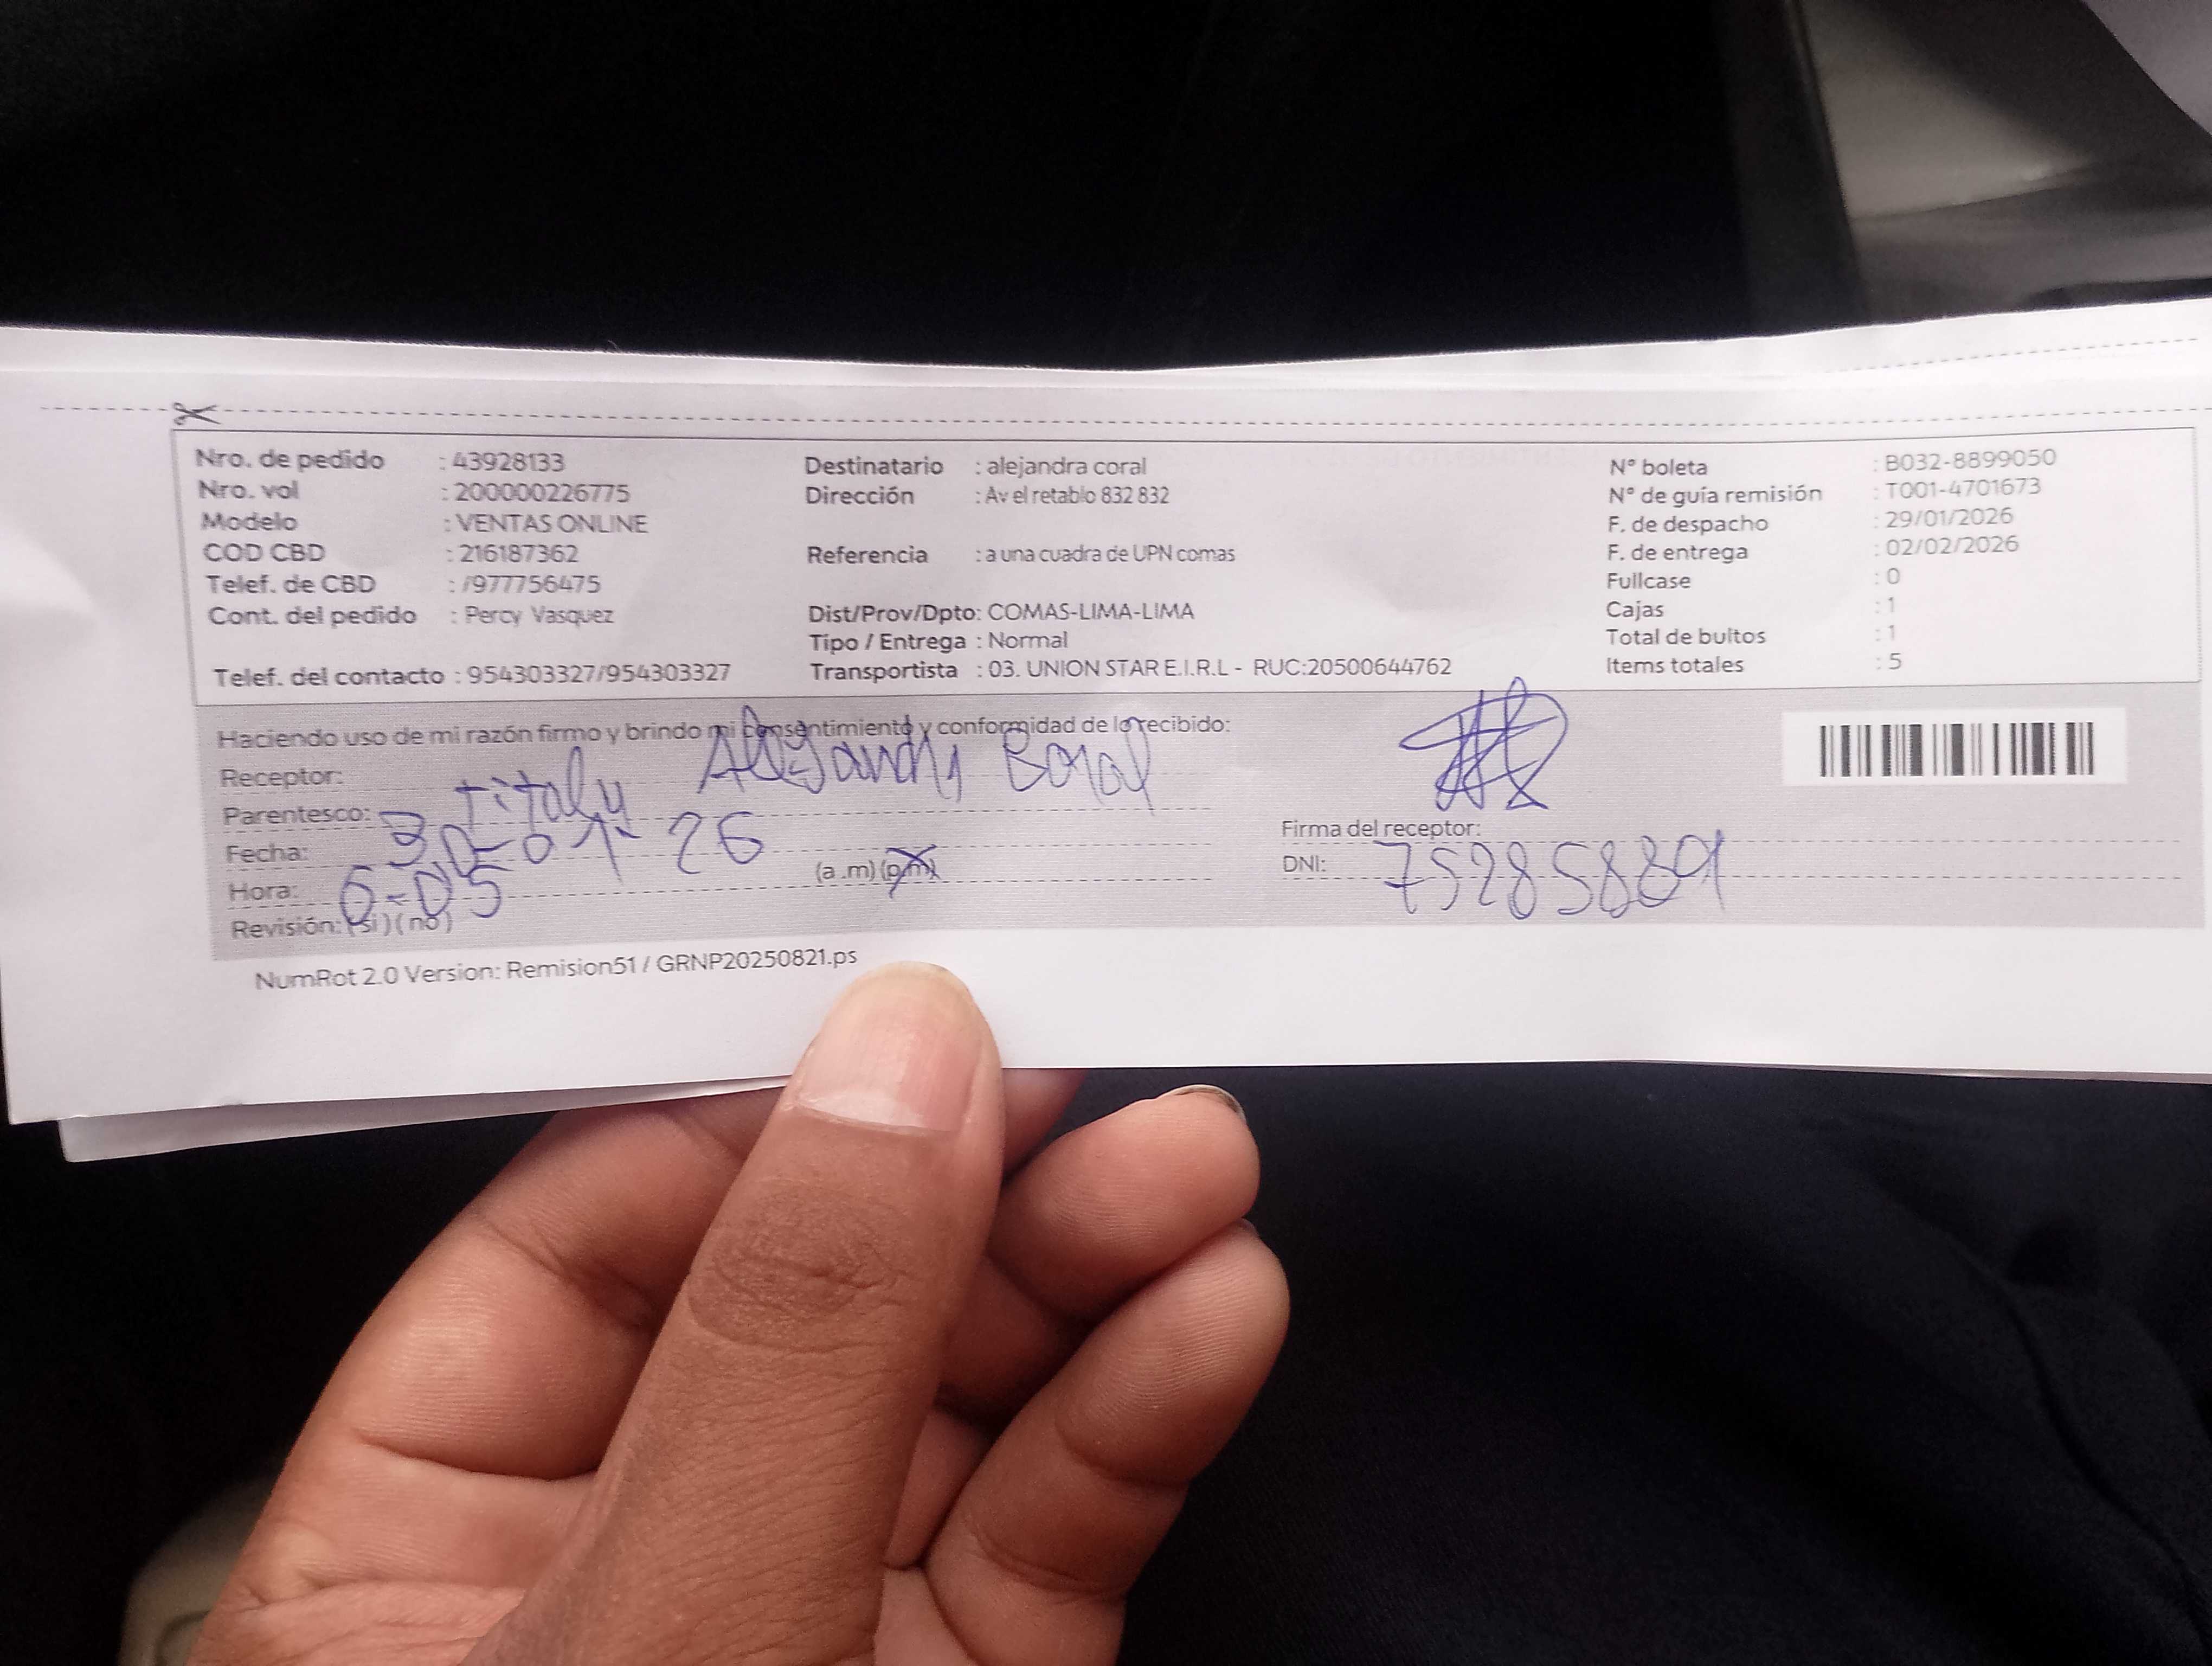 Nro. de pedido : 43928133
Nro. vol : 200000226775
Modelo : VENTAS ONLINE
COD CBD : 216187362
Telef. de CBD : /977756475
Cont. del pedido : Percy Vasquez
Telef. del contacto : 954303327/954303327
Destinatario : alejandra coral
Dirección : Av el retablo 832 832
Referencia : a una cuadra de UPN comas
Dist/Prov/Dpto: COMAS-LIMA-LIMA
Tipo / Entrega : Normal
Transportista : 03. UNION STAR E.I.R.L - RUC:20500644762
N° boleta : B032-8899050
N° de guía remisión : T001-4701673
F. de despacho : 29/01/2026
F. de entrega : 02/02/2026
Fullcase : 0
Cajas : 1
Total de bultos : 1
Items totales : 5
Haciendo uso de mi razón firmo y brindo mi consentimiento y conformidad de lo recibido:
Receptor: Alejandra Coral
Parentesco: titaly
Fecha: 30-01-26
Hora: 6-05 (a .m) (p.m)
Revisión: (si) ( no )
Firma del receptor:
DNI: 75285889
NumRot 2.0 Version: Remision51 / GRNP20250821.ps